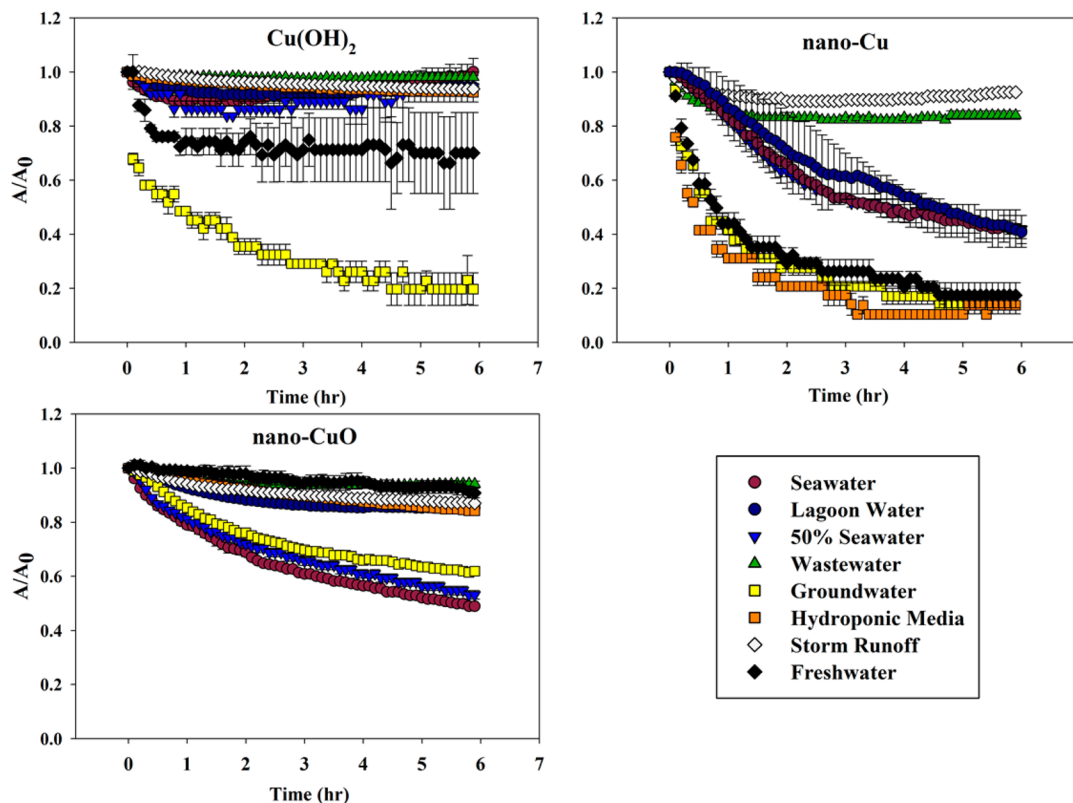 Cu(OH)2
A/A0
1.2
1.0
0.8
0.6
0.4
0.2
0.0
0 1 2 3 4 5 6 7
Time (hr)
nano-Cu
1.2
1.0
0.8
0.6
0.4
0.2
0.0
0 1 2 3 4 5 6
Time (hr)
nano-CuO
A/A0
1.2
1.0
0.8
0.6
0.4
0.2
0.0
0 1 2 3 4 5 6 7
Time (hr)
Seawater
Lagoon Water
50% Seawater
Wastewater
Groundwater
Hydroponic Media
Storm Runoff
Freshwater